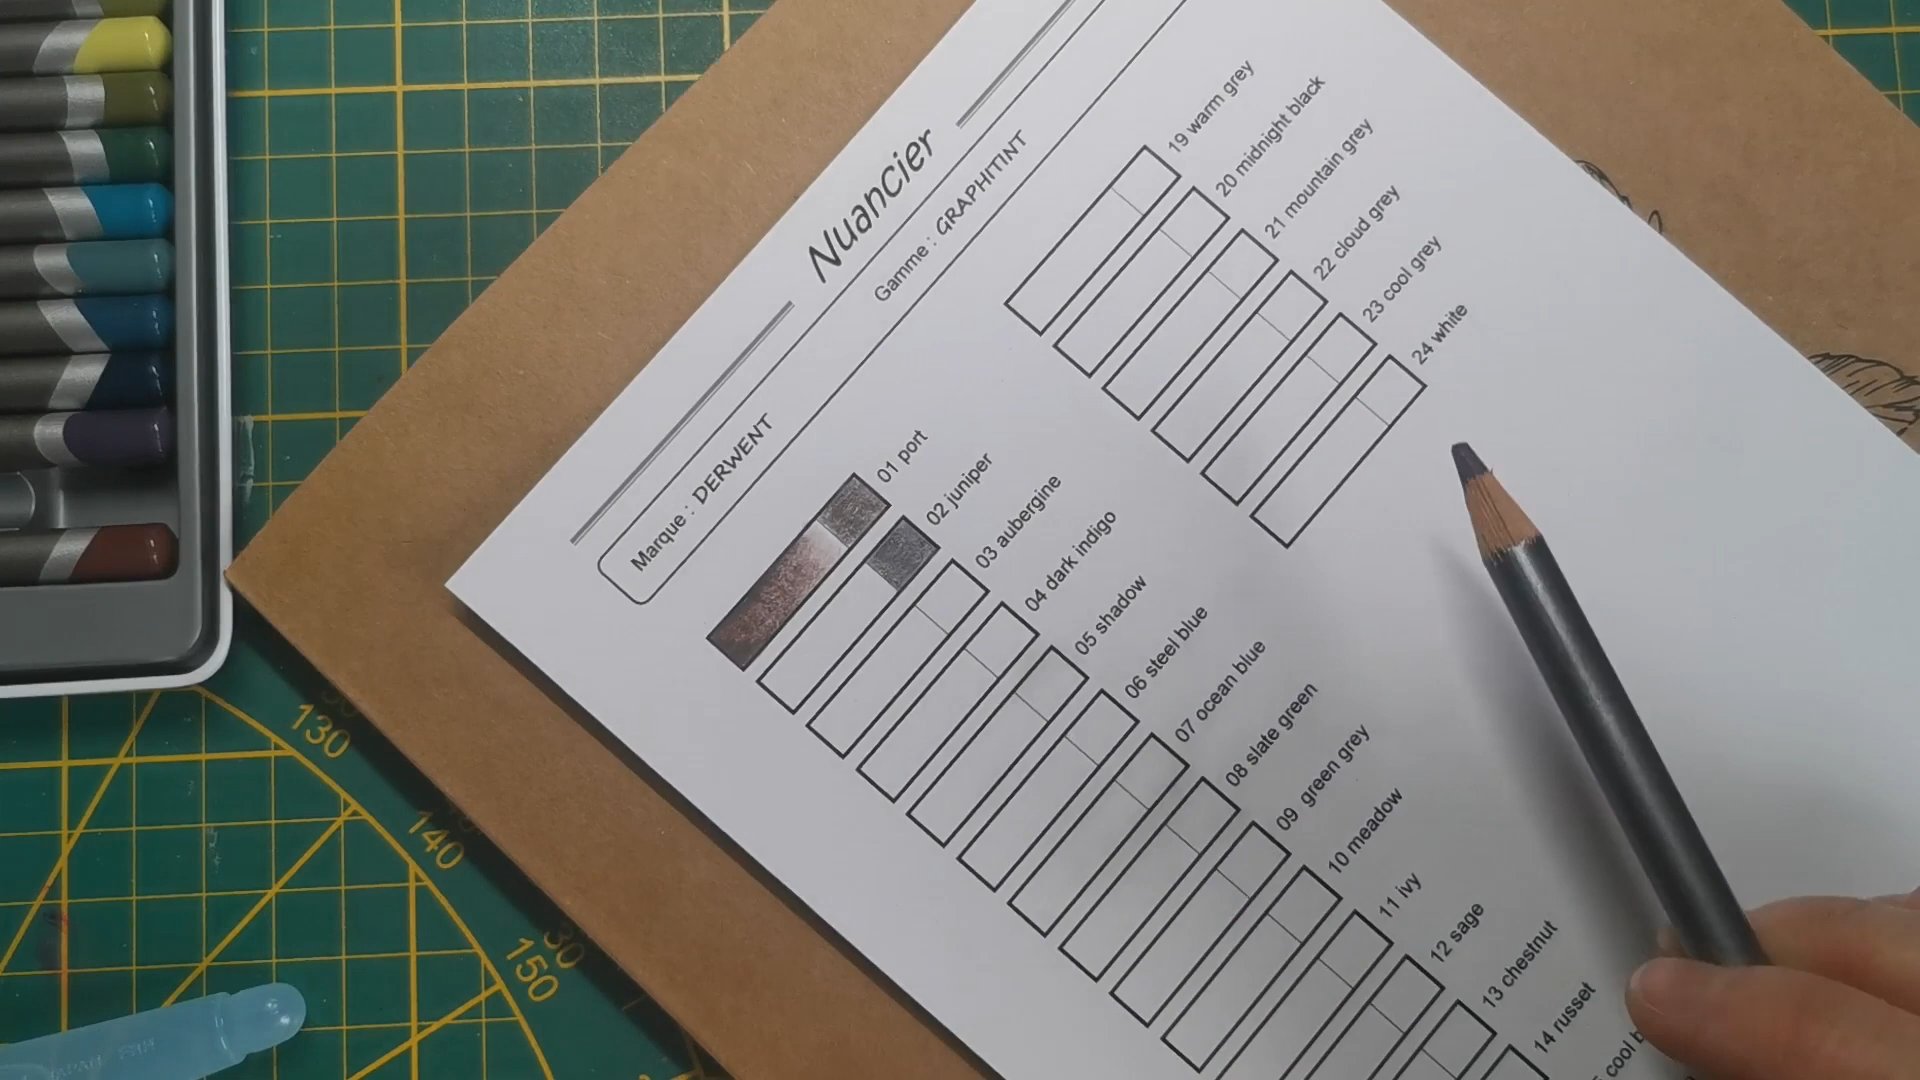 Nuancier
Marque : DERWENT
Gamme : GRAPHITINT
01 port
02 juniper
03 aubergine
04 dark indigo
05 shadow
06 steel blue
07 ocean blue
08 slate green
09 green grey
10 meadow
11 ivy
12 sage
13 chestnut
14 russet
cool
19 warm grey
20 midnight black
21 mountain grey
22 cloud grey
23 cool grey
24 white
130
140
150
30